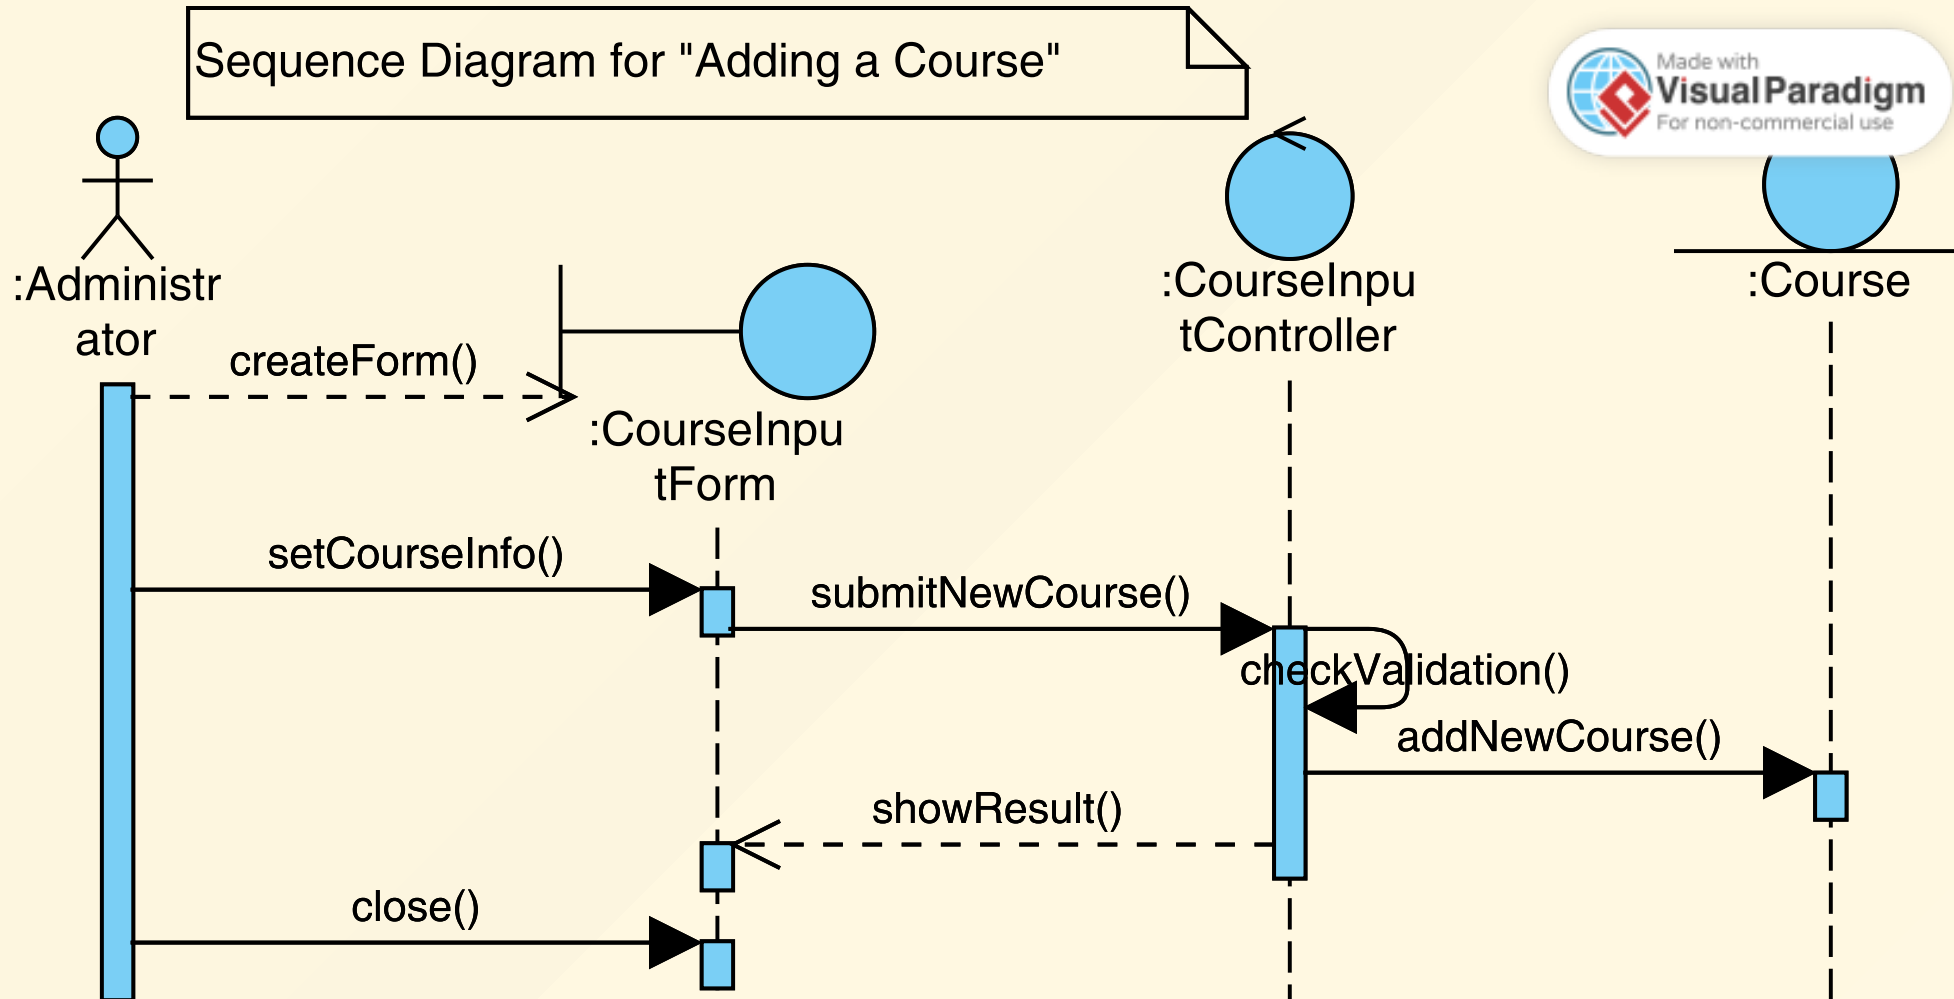 Sequence Diagram for "Adding a Course"
Made with
Visual Paradigm
For non-commercial use
:Administr
ator
:CourseInpu
tController
:Course
createForm()
:CourseInpu
tForm
setCourseInfo()
submitNewCourse()
checkValidation()
addNewCourse()
showResult()
close()